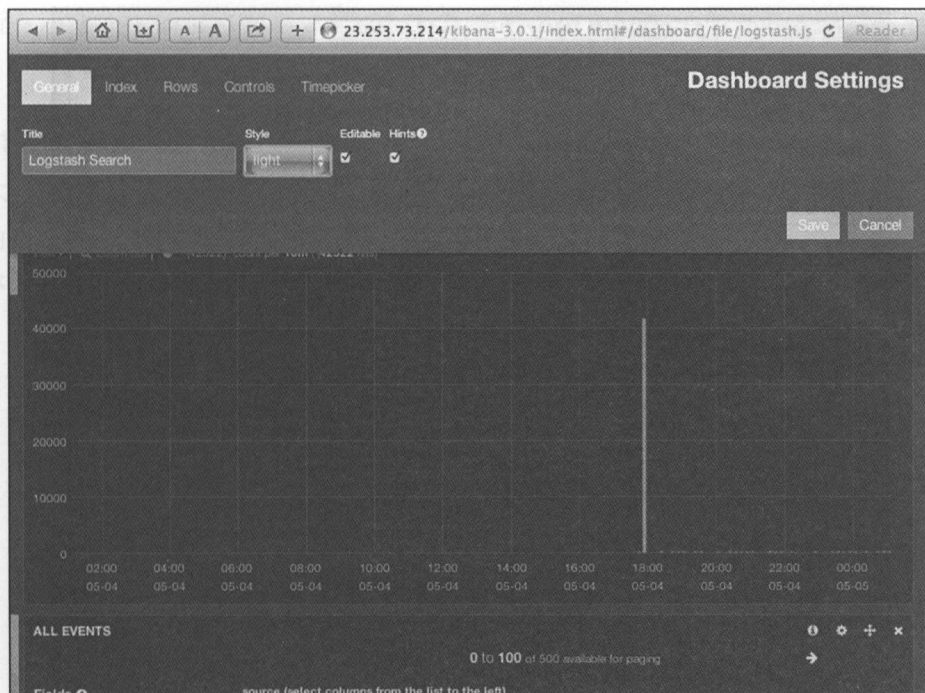 A A + 23.253.73.214/kibana-3.0.1/index.html#/dashboard/file/logstash.js Reader
General Index Rows Controls Timepicker Dashboard Settings
Title Style Editable Hints
Logstash Search light
Save Cancel
count per 10m
50000
40000
30000
20000
10000
0
02:00 04:00 06:00 08:00 10:00 12:00 14:00 16:00 18:00 20:00 22:00 00:00
05-04 05-04 05-04 05-04 05-04 05-04 05-04 05-04 05-04 05-04 05-04 05-05
ALL EVENTS
0 to 100 of 500 available for paging
Fields source (select columns from the list to the left)